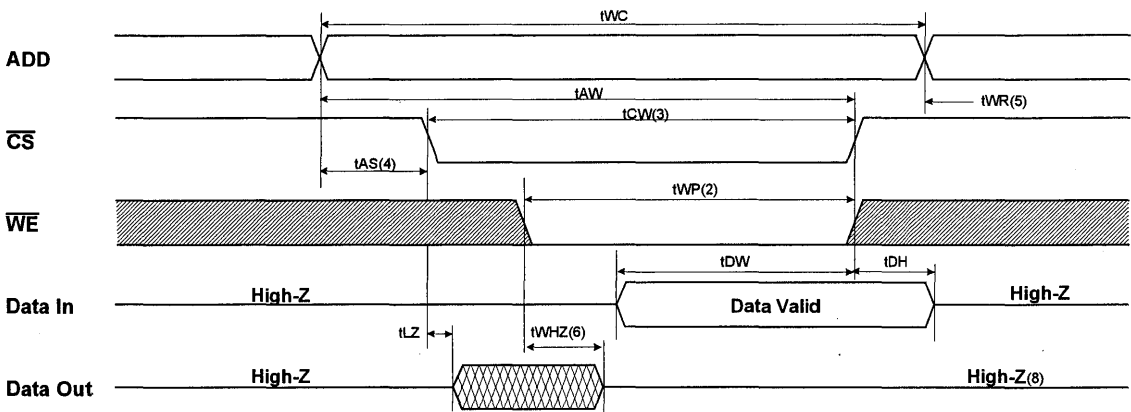 tWC
ADD
tAW
tWR(5)
tCW(3)
CS
tAS(4)
tWP(2)
WE
tDW
tDH
High-Z
Data In
Data Valid
High-Z
tLZ
tWHZ(6)
High-Z
Data Out
High-Z(8)